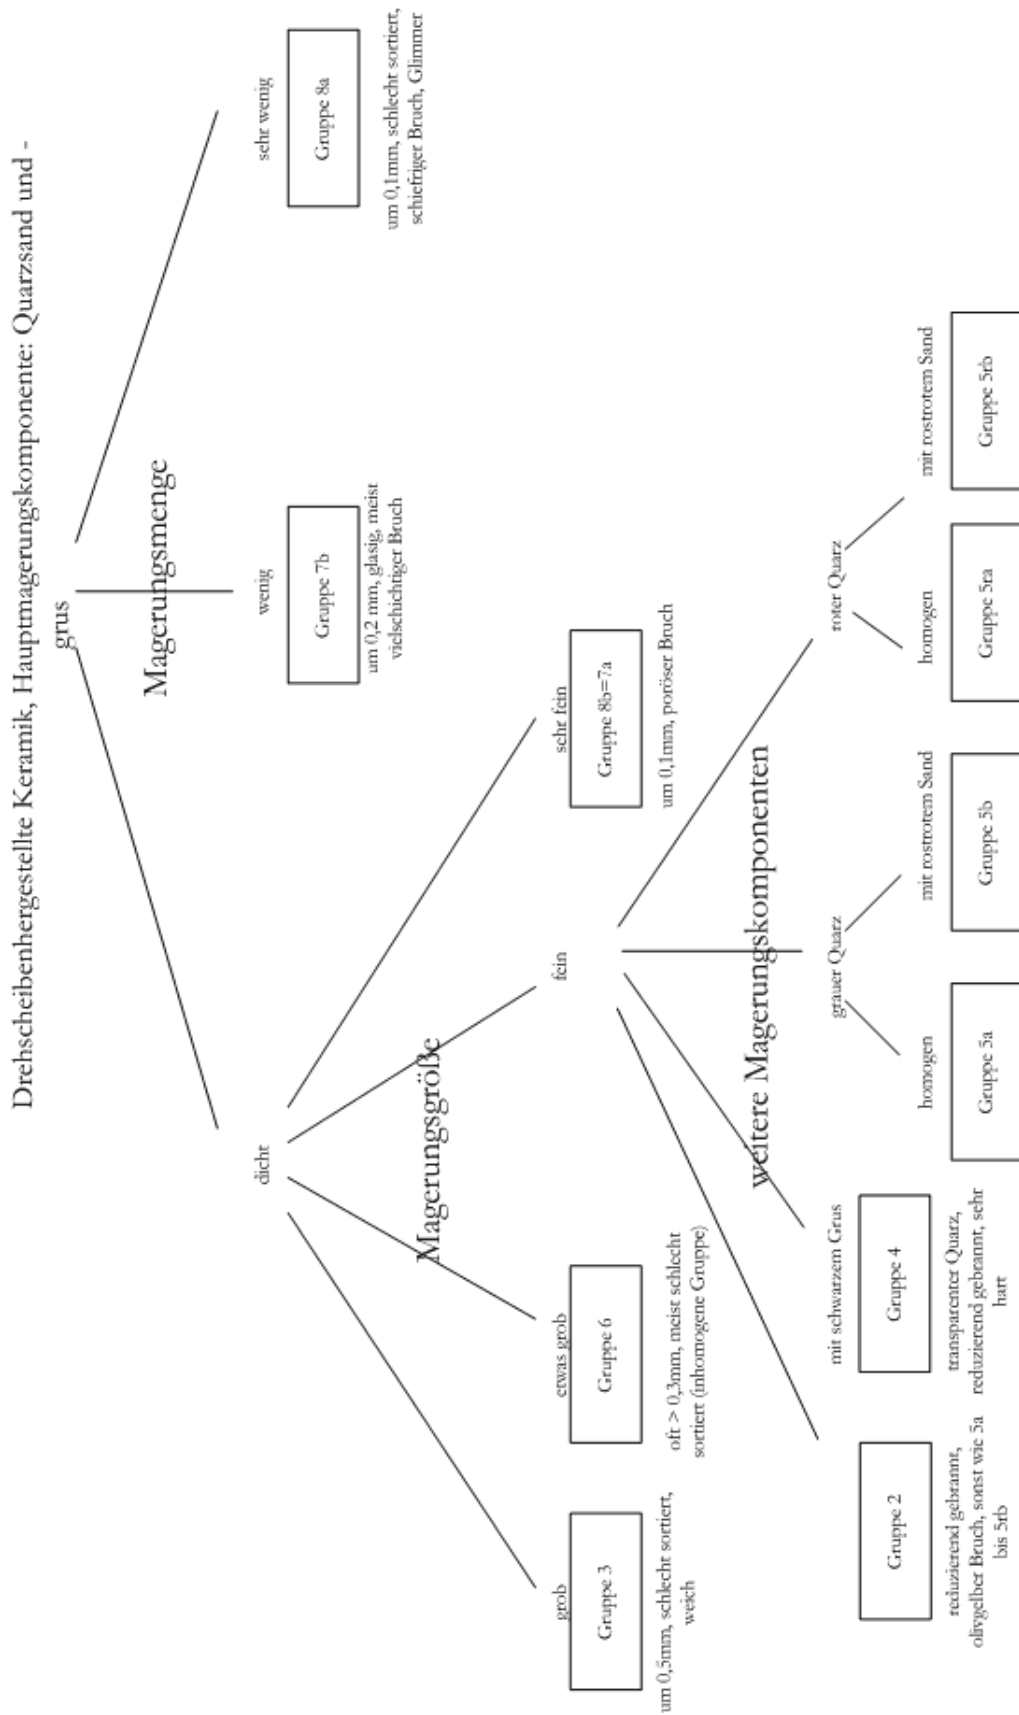 Drehscheibenhergestellte Keramik, Hauptmagerungskomponente: Quarzsand und -
grus
Magerungsmenge
dicht
wenig
Gruppe 7b
um 0,2 mm, glasig, meist
vielschichtiger Bruch
sehr wenig
Gruppe 8a
um 0,1mm, schlecht sortiert,
schiefriger Bruch, Glimmer
Magerungsgröße
grob
Gruppe 3
um 0,5mm, schlecht sortiert,
weich
etwas grob
Gruppe 6
oft > 0,3mm, meist schlecht
sortiert (inhomogene Gruppe)
fein
sehr fein
Gruppe 8b=7a
um 0,1mm, poröser Bruch
weitere Magerungskomponenten
Gruppe 2
reduzierend gebrannt,
olivgelber Bruch, sonst wie 5a
bis 5rb
mit schwarzem Grus
Gruppe 4
transparenter Quarz,
reduzierend gebrannt, sehr
hart
grauer Quarz
homogen
Gruppe 5a
mit rostrotem Sand
Gruppe 5b
roter Quarz
homogen
Gruppe 5ra
mit rostrotem Sand
Gruppe 5rb